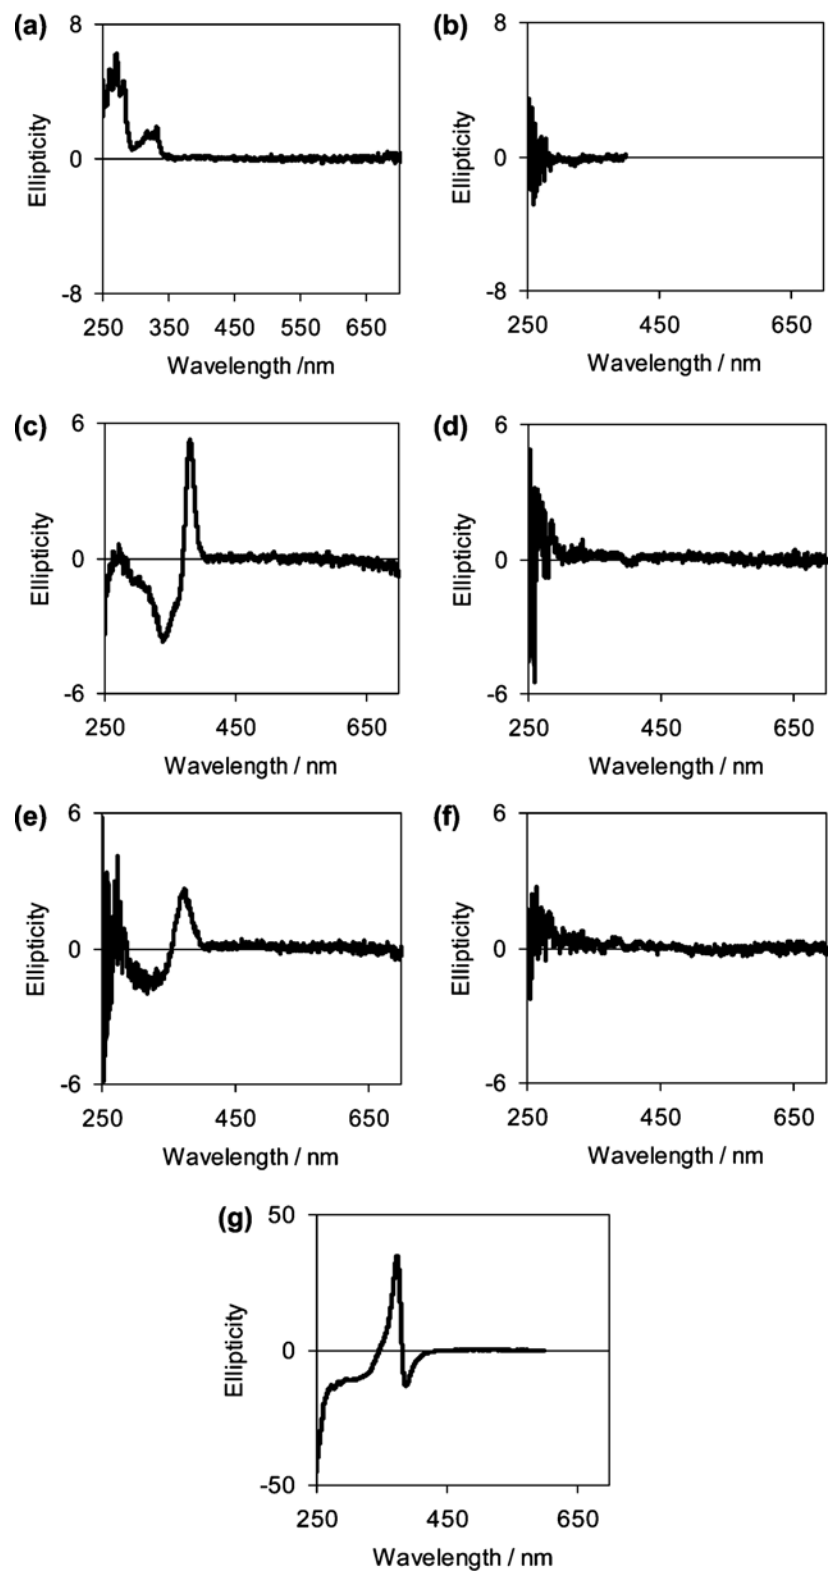 (a)
8
0
-8
Ellipticity
250 350 450 550 650
Wavelength /nm
(b)
8
0
-8
Ellipticity
250 450 650
Wavelength / nm
(c)
6
0
-6
Ellipticity
250 450 650
Wavelength / nm
(d)
6
0
-6
Ellipticity
250 450 650
Wavelength / nm
(e)
6
0
-6
Ellipticity
250 450 650
Wavelength / nm
(f)
6
0
-6
Ellipticity
250 450 650
Wavelength / nm
(g)
50
0
-50
Ellipticity
250 450 650
Wavelength / nm